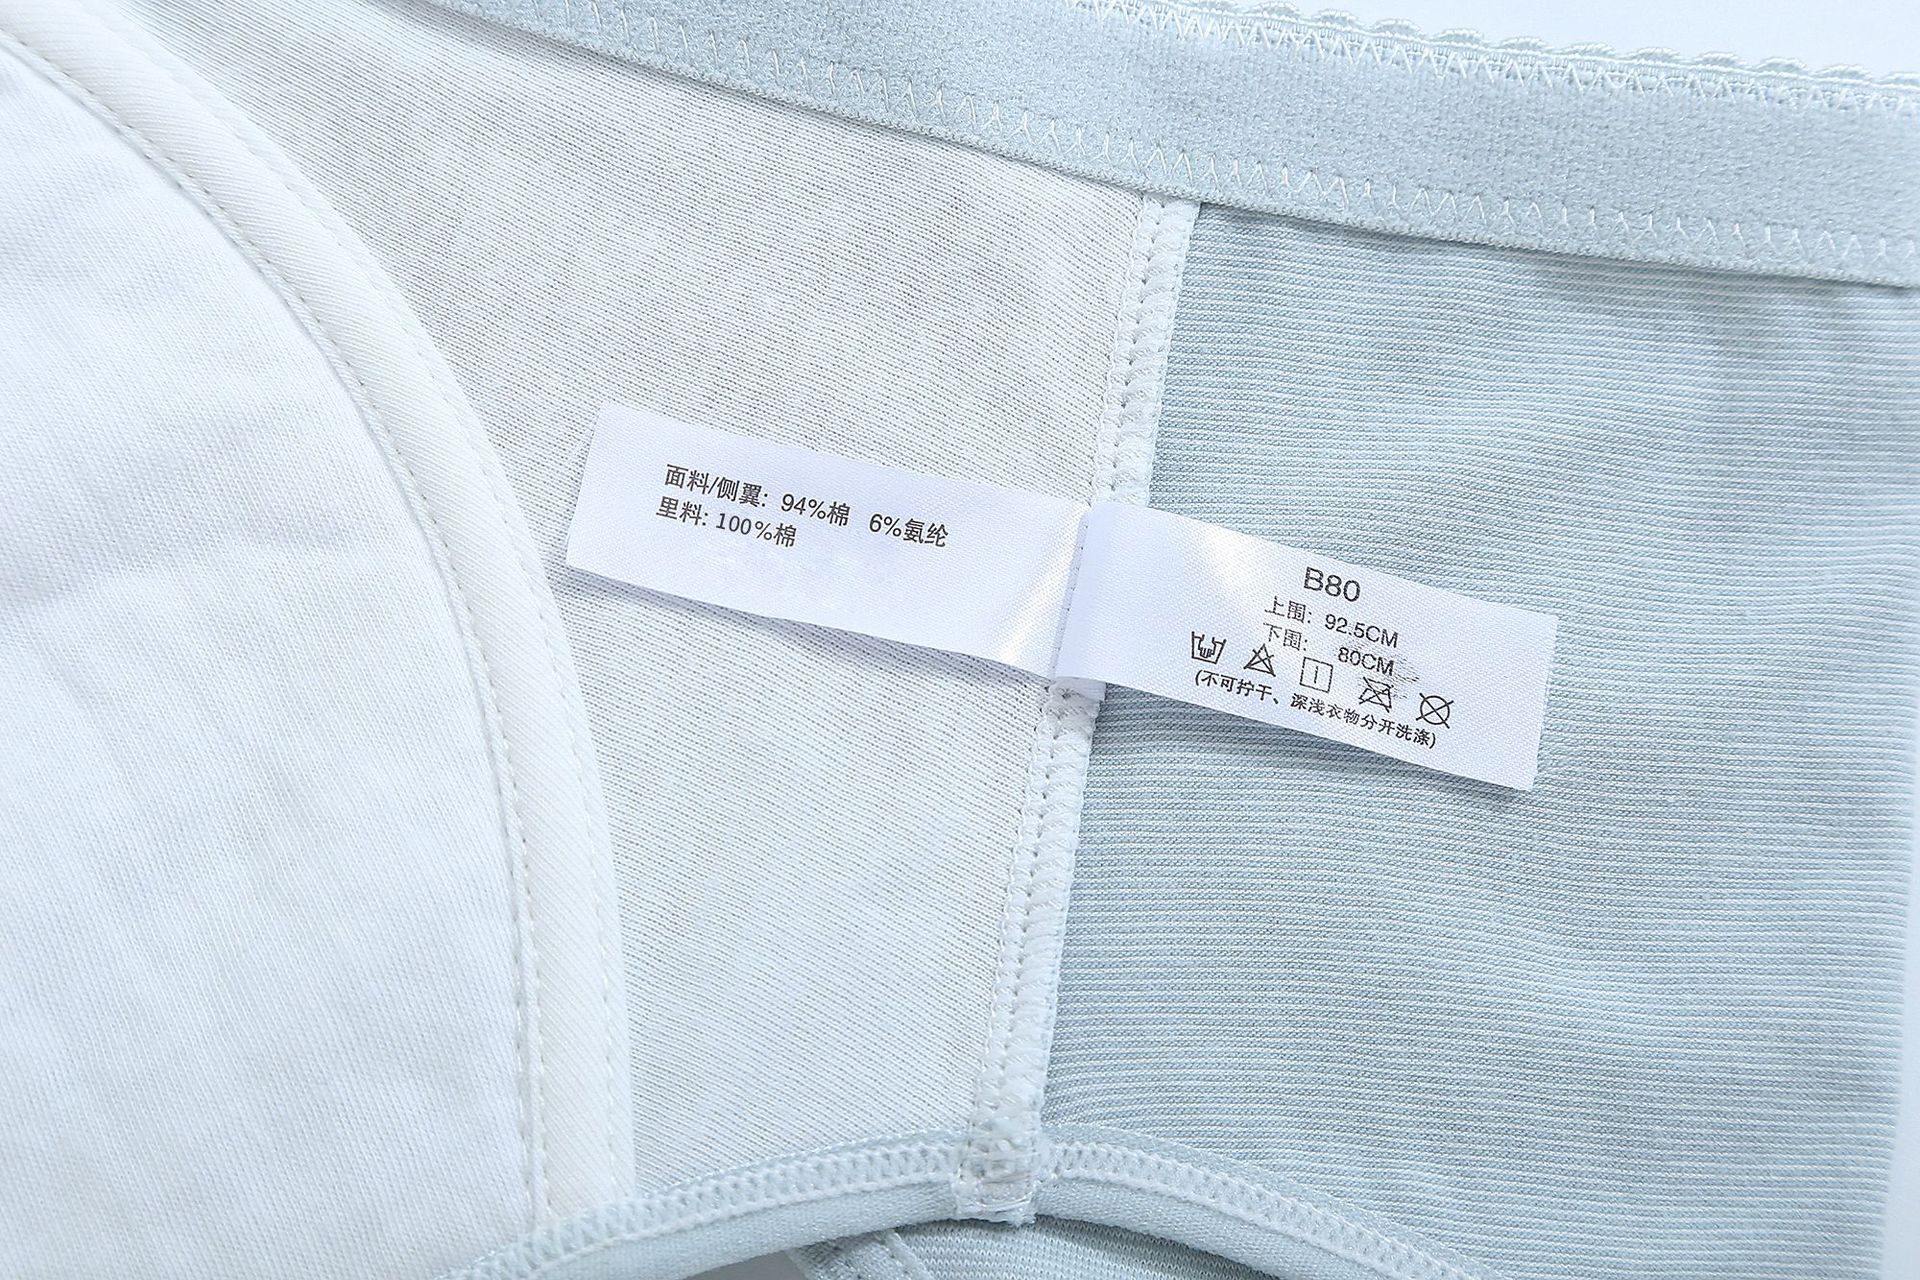 面料/侧翼: 94%棉 6%氨纶
里料: 100%棉
B80
上围: 92.5CM
下围: 80CM
(不可拧干、深浅衣物分开洗涤)